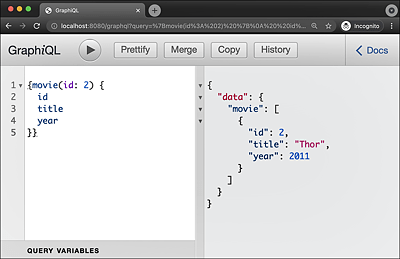 GraphiQL
localhost:8080/graphql?query=%7Bmovie(id%3A%202)%20%7B%0A%20%20id%...
Incognito
GraphiQL
Prettify
Merge
Copy
History
Docs
1 {movie(id: 2) {
2 id
3 title
4 year
5 }}
{
"data": {
"movie": [
{
"id": 2,
"title": "Thor",
"year": 2011
}
]
}
}
QUERY VARIABLES